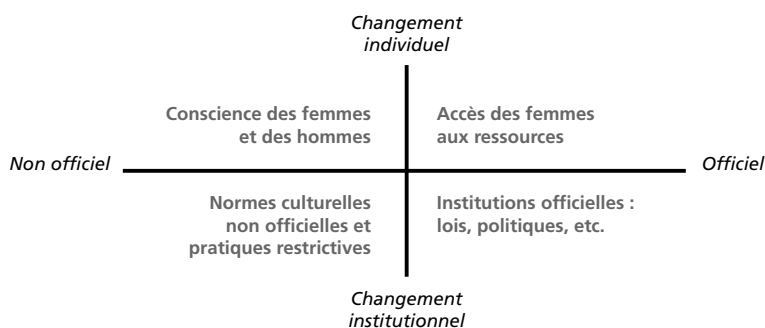 Changement
individuel
Conscience des femmes
et des hommes
Accès des femmes
aux ressources
Non officiel
Officiel
Normes culturelles
non officielles et
pratiques restrictives
Institutions officielles :
lois, politiques, etc.
Changement
institutionnel